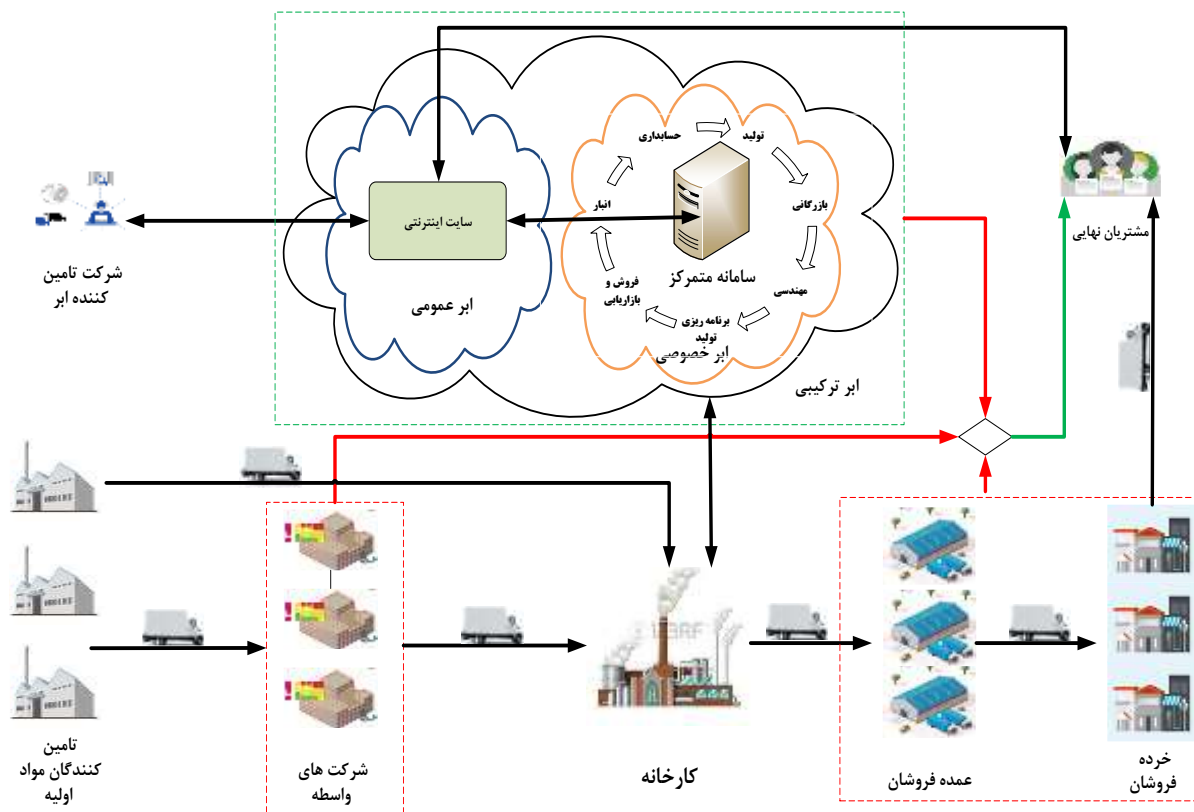 حسابداری
تولید
بازرگانی
مهندسی
برنامه ریزی
تولید
فروش و
بازاریابی
انبار
سامانه متمرکز
سایت اینترنتی
ابر عمومی
ابر خصوصی
ابر ترکیبی
مشتریان نهایی
شرکت تامین
کننده ابر
تامین
کنندگان مواد
اولیه
شرکت های
واسطه
کارخانه
عمده فروشان
خرده
فروشان